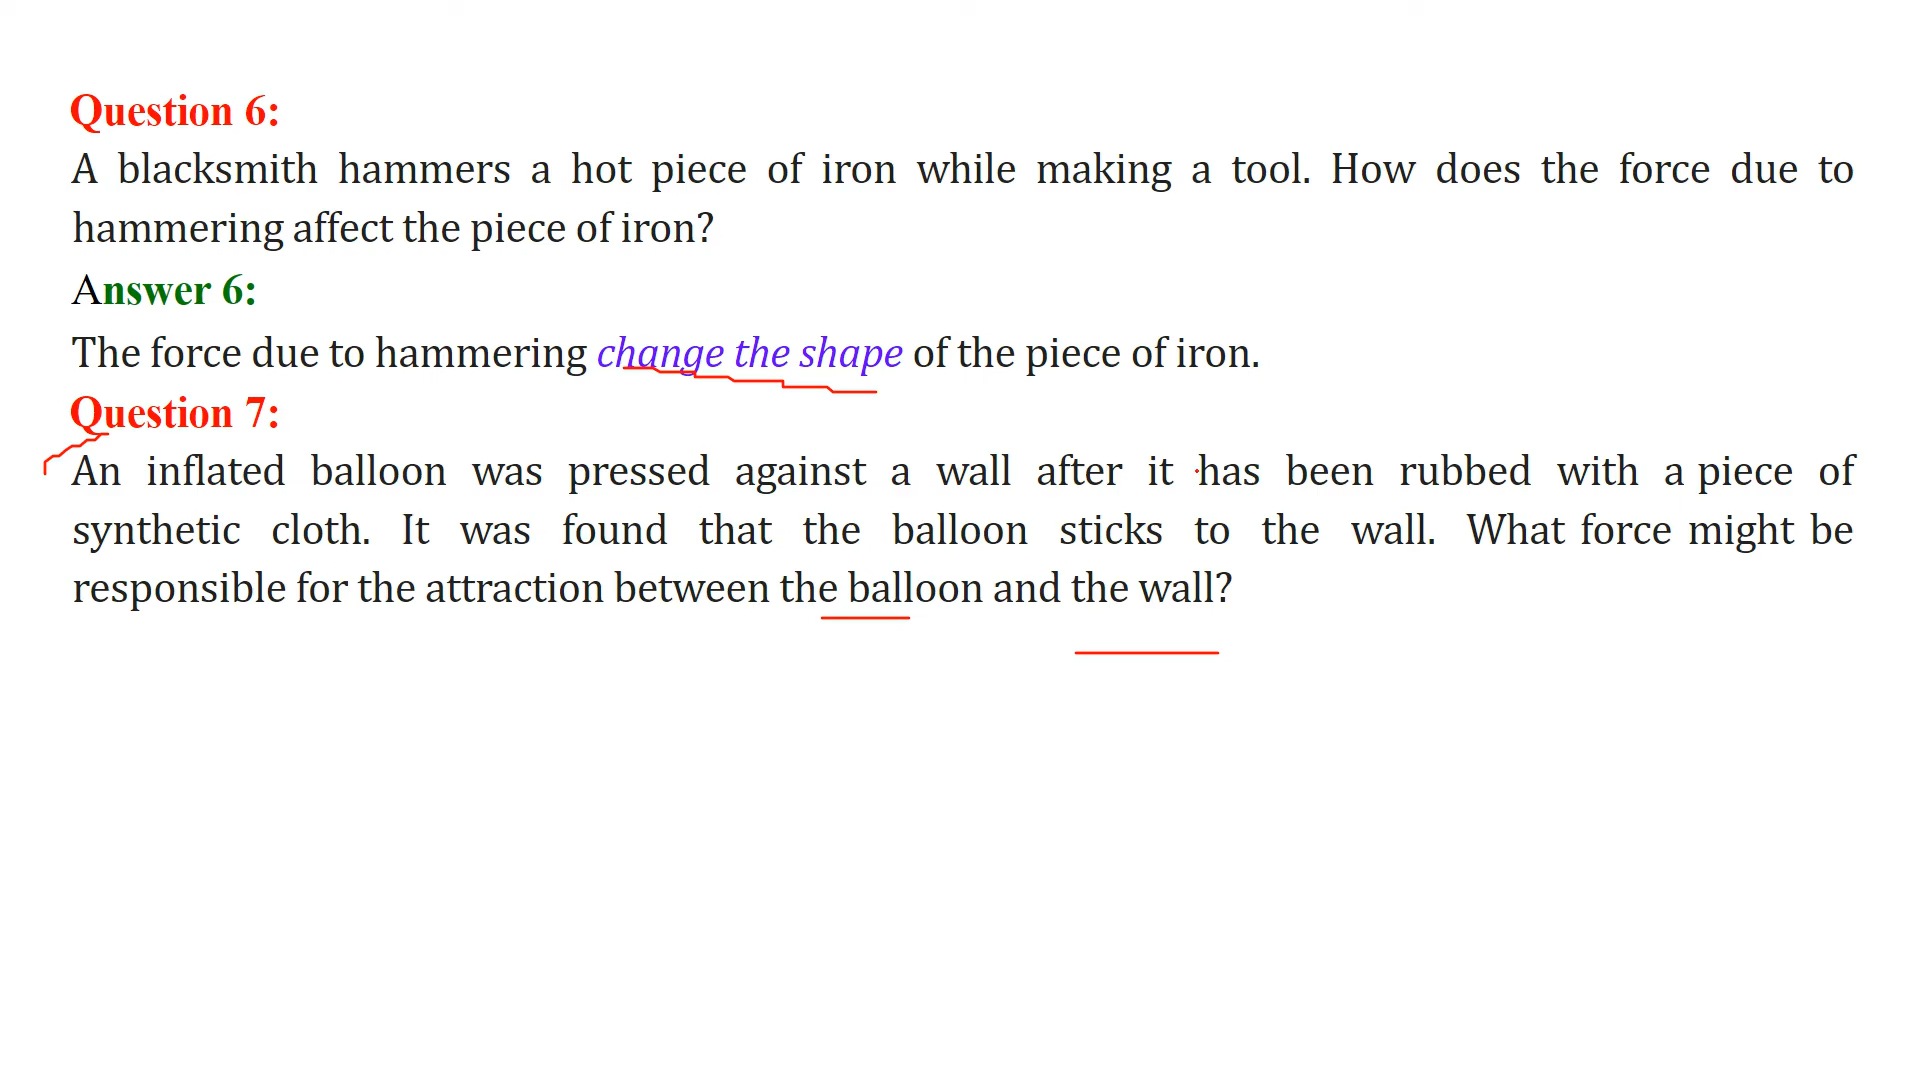 Question 6:
A blacksmith hammers a hot piece of iron while making a tool. How does the force due to
hammering affect the piece of iron?
Answer 6:
The force due to hammering change the shape of the piece of iron.
Question 7:
An inflated balloon was pressed against a wall after it has been rubbed with a piece of
synthetic cloth. It was found that the balloon sticks to the wall. What force might be
responsible for the attraction between the balloon and the wall?